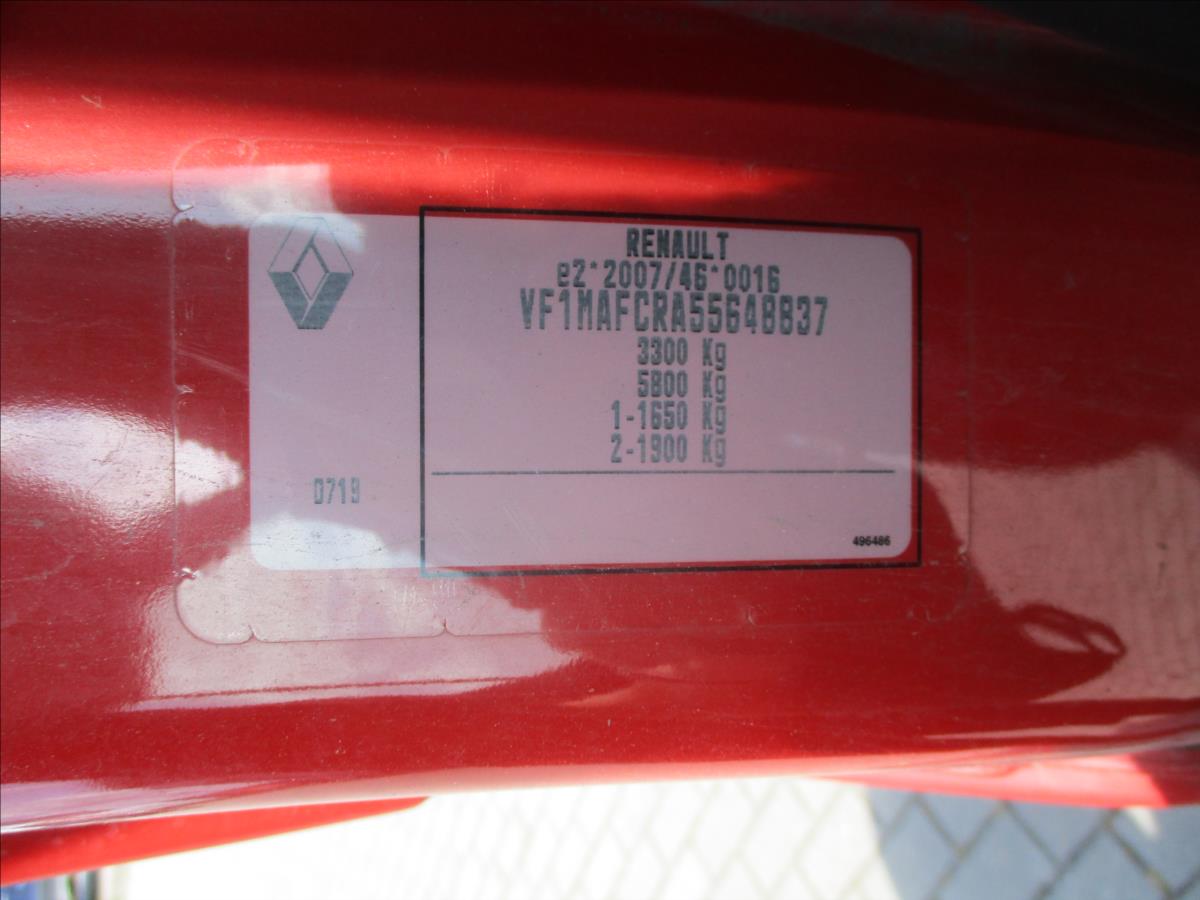 RENAULT
e2*2007/46*0016
VF1MAFCRA55648837
3300 Kg
5800 Kg
1-1650 Kg
2-1900 Kg
0719
496486